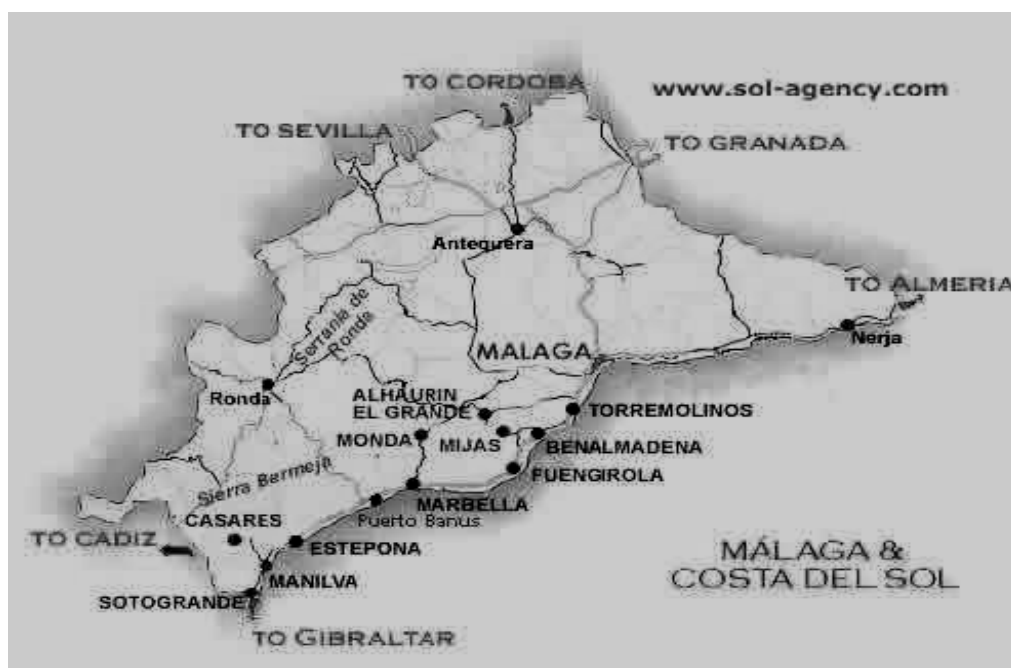 TO CORDOBA
www.sol-agency.com
TO SEVILLA
TO GRANADA
Antequera
TO ALMERIA
Serrania de
Ronda
MALAGA
Nerja
Ronda
ALHAURIN
EL GRANDE
TORREMOLINOS
MONDA
MIJAS
BENALMADENA
FUENGIROLA
Sierra Bermeja
MARBELLA
Puerto Banus
CASARES
TO CADIZ
ESTEPONA
MÁLAGA &
COSTA DEL SOL
MANILVA
SOTOGRANDE
TO GIBRALTAR